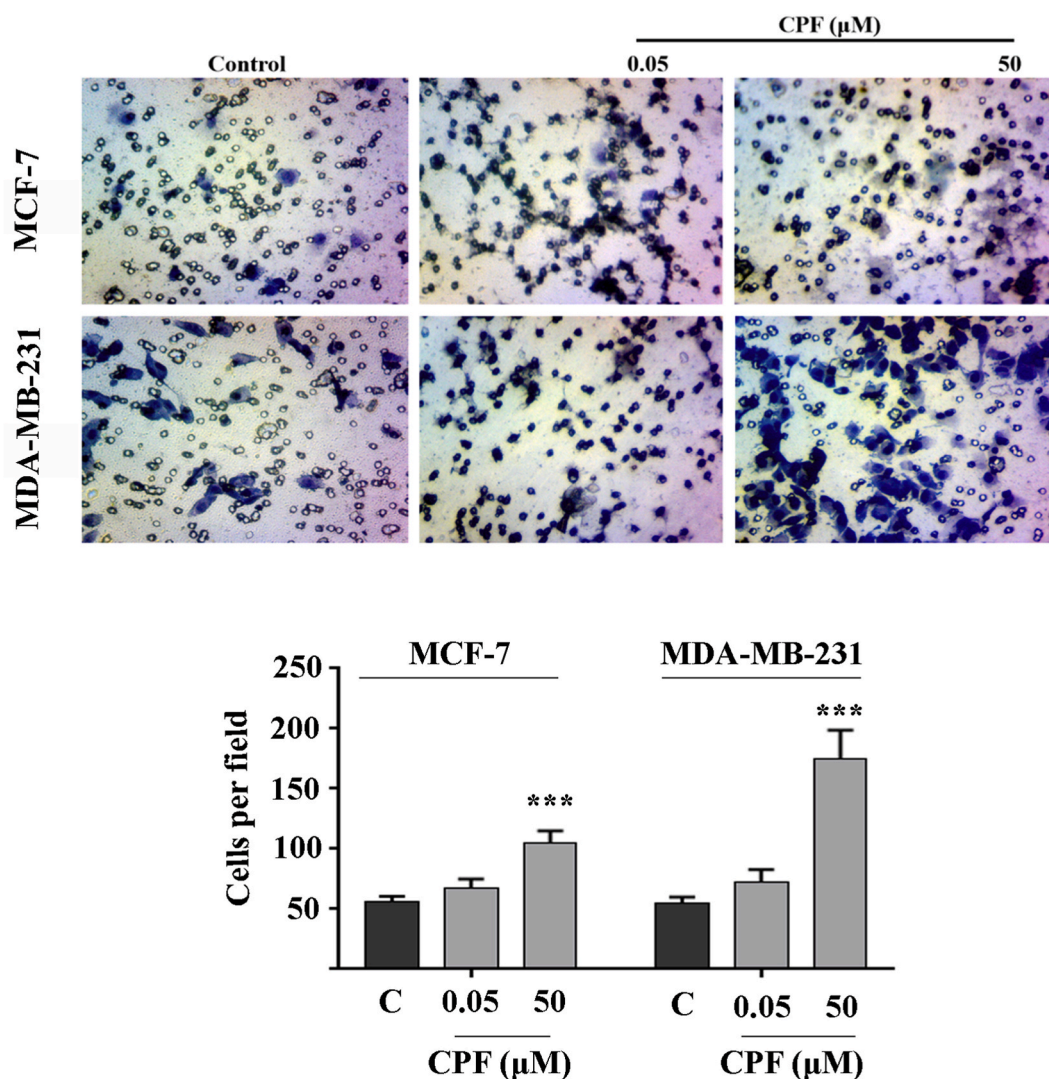 CPF (µM)
Control 0.05 50
MCF-7
MDA-MB-231
MCF-7 MDA-MB-231
250
200
150
100
50
Cells per field
***
***
C 0.05 50 C 0.05 50
CPF (µM) CPF (µM)